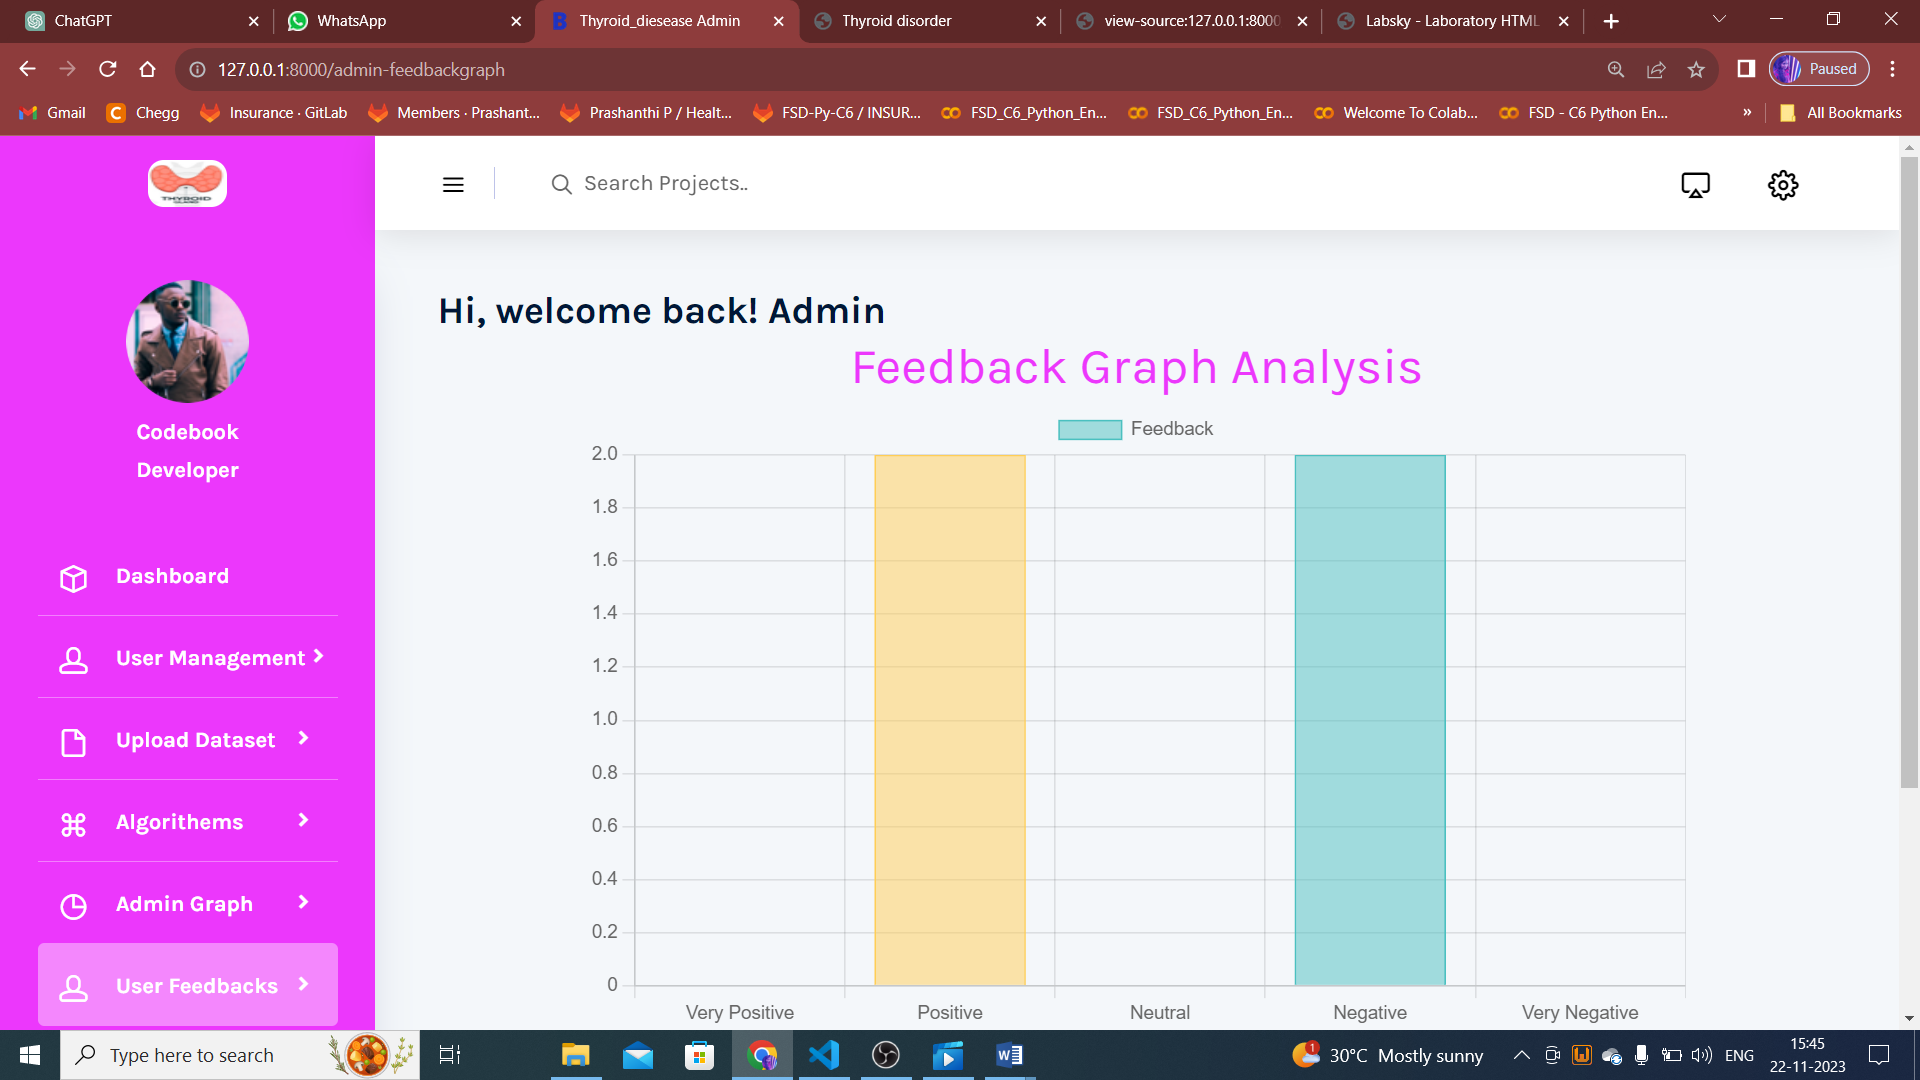 ChatGPT
WhatsApp
Thyroid_diesease Admin
Thyroid disorder
view-source:127.0.0.1:8000
Labsky - Laboratory HTML
127.0.0.1:8000/admin-feedbackgraph
Paused
Gmail
Chegg
Insurance · GitLab
Members · Prashant...
Prashanthi P / Healt...
FSD-Py-C6 / INSUR...
FSD_C6_Python_En...
FSD_C6_Python_En...
Welcome To Colab...
FSD - C6 Python En...
»
All Bookmarks
THYROID
Search Projects..
Codebook
Developer
Dashboard
User Management
Upload Dataset
Algorithems
Admin Graph
User Feedbacks
Hi, welcome back! Admin
Feedback Graph Analysis
Feedback
2.0
1.8
1.6
1.4
1.2
1.0
0.8
0.6
0.4
0.2
0
Very Positive
Positive
Neutral
Negative
Very Negative
Type here to search
1
30°C Mostly sunny
ENG
15:45
22-11-2023